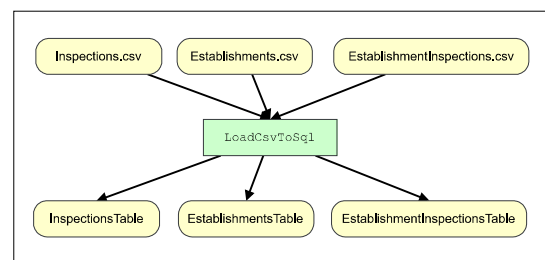 Inspections.csv
Establishments.csv
EstablishmentInspections.csv
LoadCsvToSql
InspectionsTable
EstablishmentsTable
EstablishmentInspectionsTable